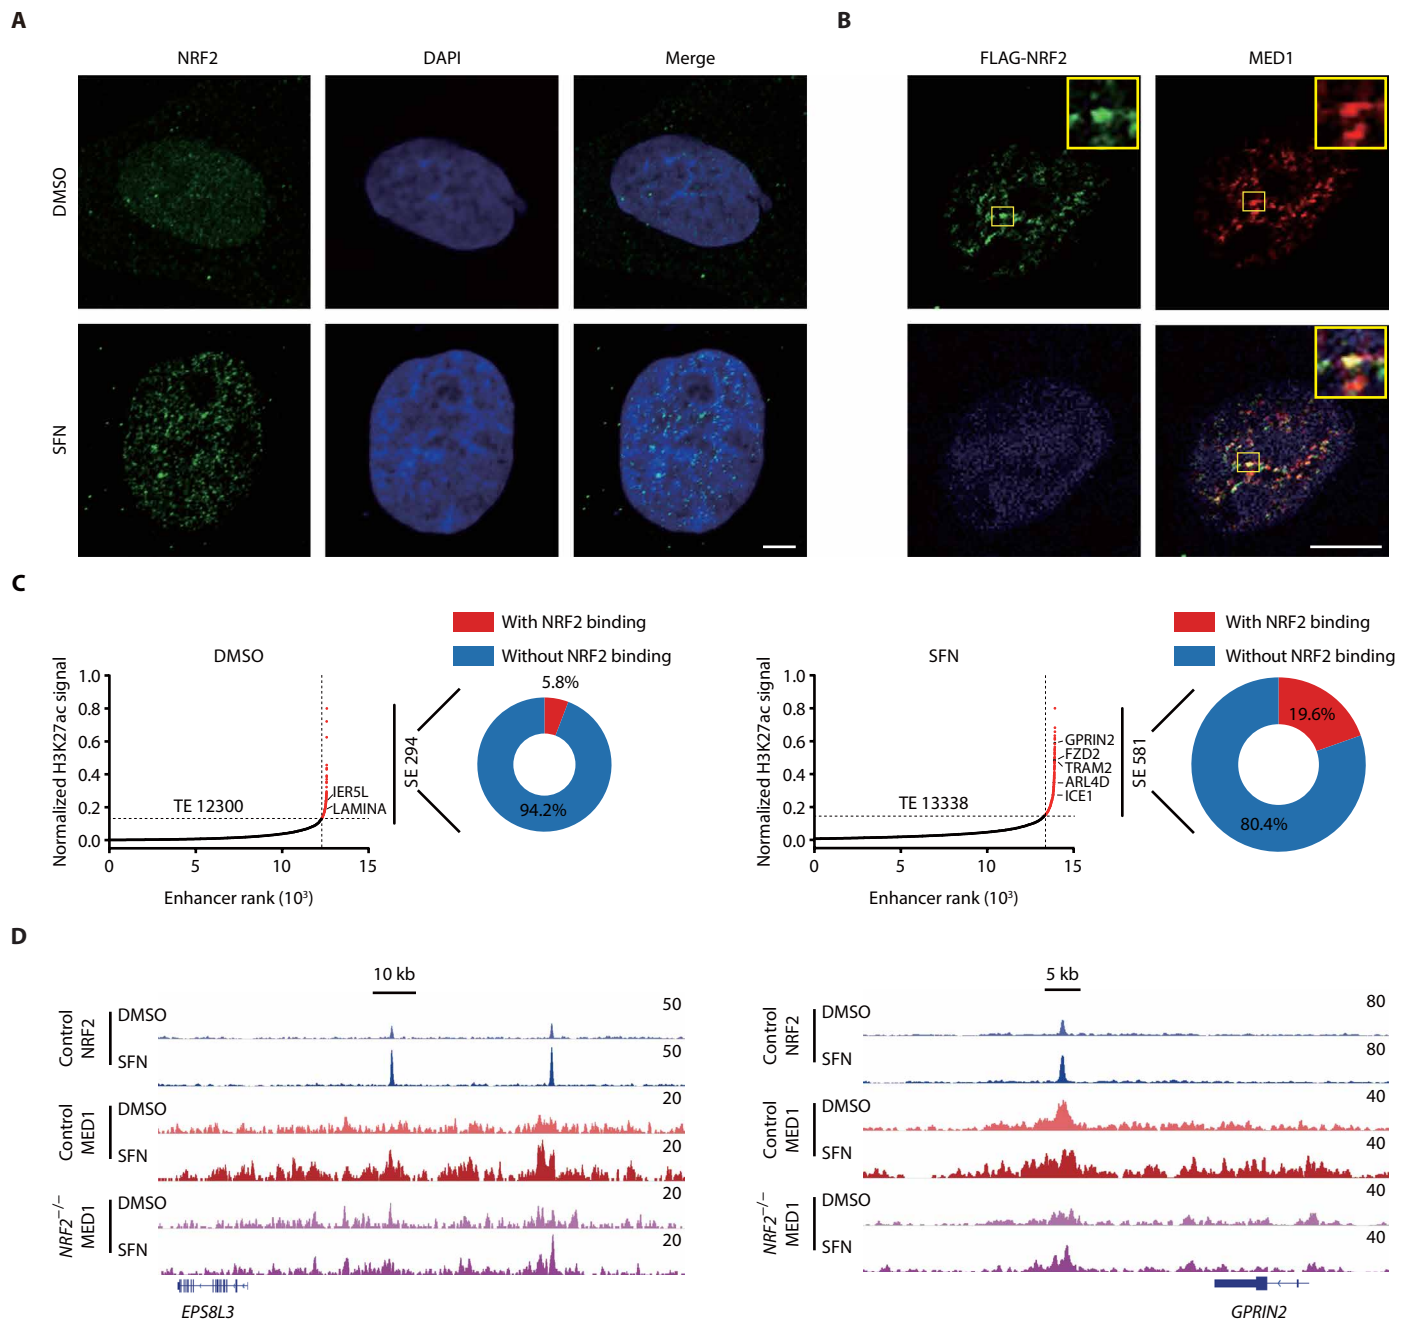 A
B
NRF2
DAPI
Merge
FLAG-NRF2
MED1
DMSO
SFN
C
With NRF2 binding
Without NRF2 binding
DMSO
5.8%
94.2%
Normalized H3K27ac signal
1.0
0.8
0.6
0.4
0.2
0.0
TE 12300
IER5L
LAMINA
SE 294
0
5
10
15
Enhancer rank (10³)
With NRF2 binding
Without NRF2 binding
SFN
19.6%
80.4%
Normalized H3K27ac signal
1.0
0.8
0.6
0.4
0.2
0.0
TE 13338
GPRIN2
FZD2
TRAM2
ARL4D
ICE1
SE 581
0
5
10
15
Enhancer rank (10³)
D
10 kb
Control
NRF2
DMSO
50
SFN
50
Control
MED1
DMSO
20
SFN
20
NRF2⁻/⁻
MED1
DMSO
20
SFN
20
EPS8L3
5 kb
Control
NRF2
DMSO
80
SFN
80
Control
MED1
DMSO
40
SFN
40
NRF2⁻/⁻
MED1
DMSO
40
SFN
40
GPRIN2